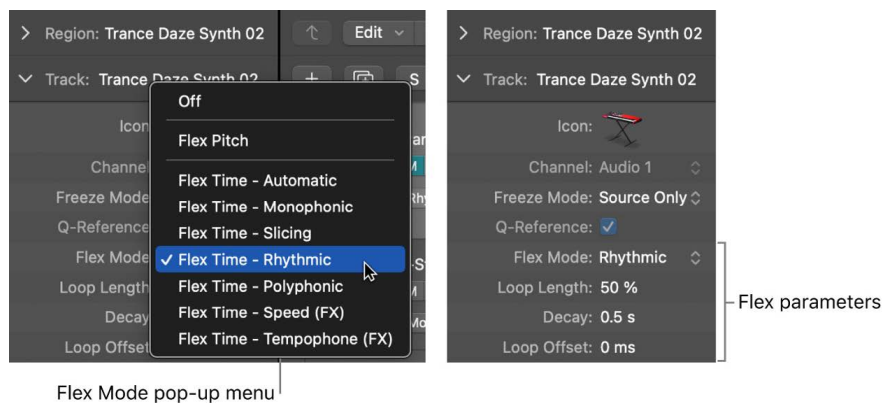 Region: Trance Daze Synth 02
Edit
Track: Trance Daze Synth 02
S
Off
Icon
Flex Pitch
Channel
M
Flex Time - Automatic
Freeze Mode
Flex Time - Monophonic
Q-Reference
Flex Time - Slicing
Flex Mode
✓ Flex Time - Rhythmic
Loop Length
Flex Time - Polyphonic
Decay
Flex Time - Speed (FX)
Loop Offset
Flex Time - Tempophone (FX)
Flex Mode pop-up menu
Region: Trance Daze Synth 02
Track: Trance Daze Synth 02
Icon:
Channel: Audio 1
Freeze Mode: Source Only
Q-Reference:
Flex Mode: Rhythmic
Loop Length: 50 %
Decay: 0.5 s
Loop Offset: 0 ms
Flex parameters